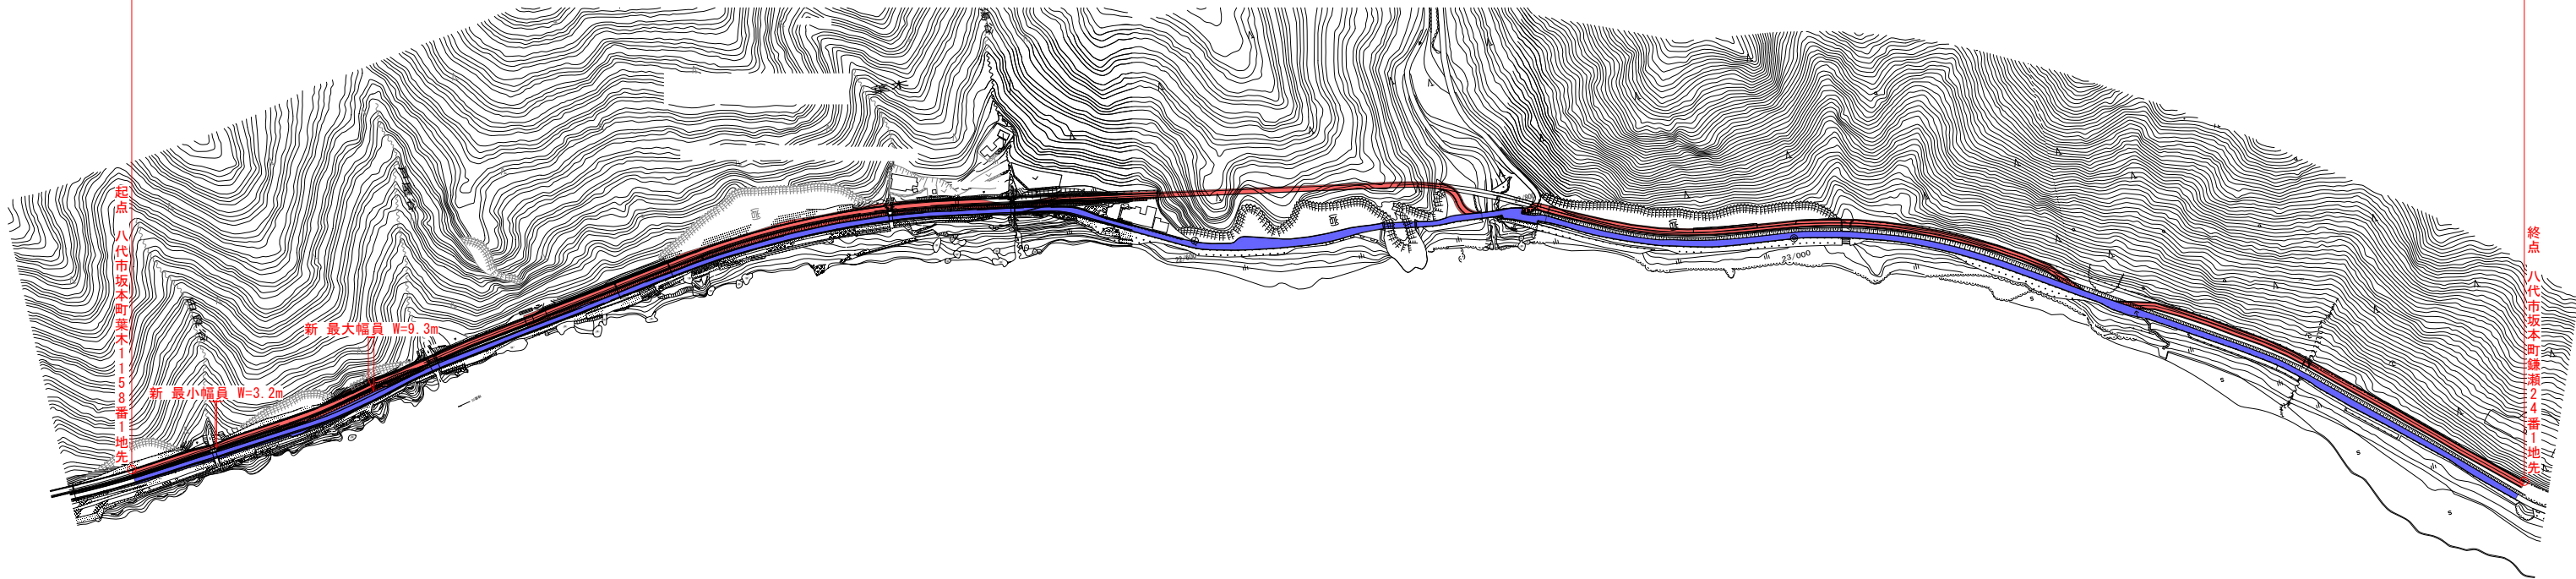 起点 八代市坂本町葉木1158番1地先
新 最小幅員 W=3.2m
新 最大幅員 W=9.3m
23/000
終点 八代市坂本町鎌瀬24番1地先